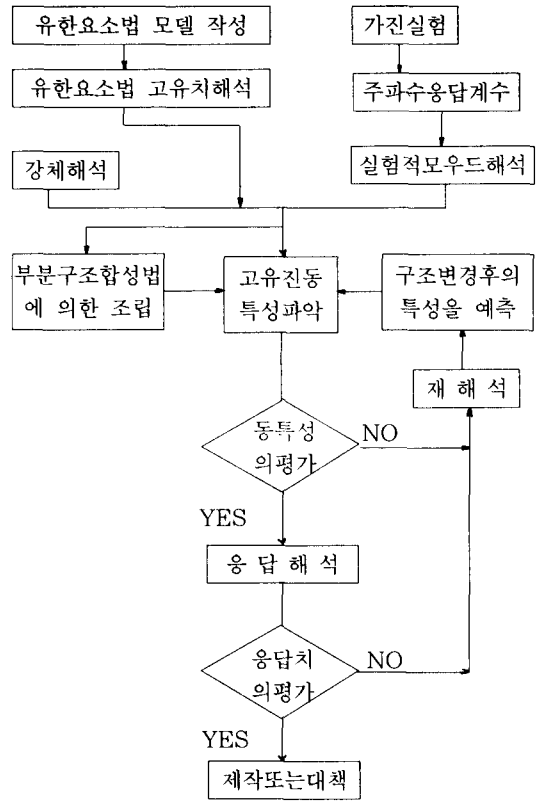 유한요소법 모델 작성
가진실험
유한요소법 고유치해석
주파수응답계수
강체해석
실험적모우드해석
부분구조합성법
에 의한 조립
고유진동
특성파악
구조변경후의
특성을 예측
재 해 석
동특성
의평가
NO
YES
응 답 해 석
응답치
의평가
NO
YES
제작또는대책